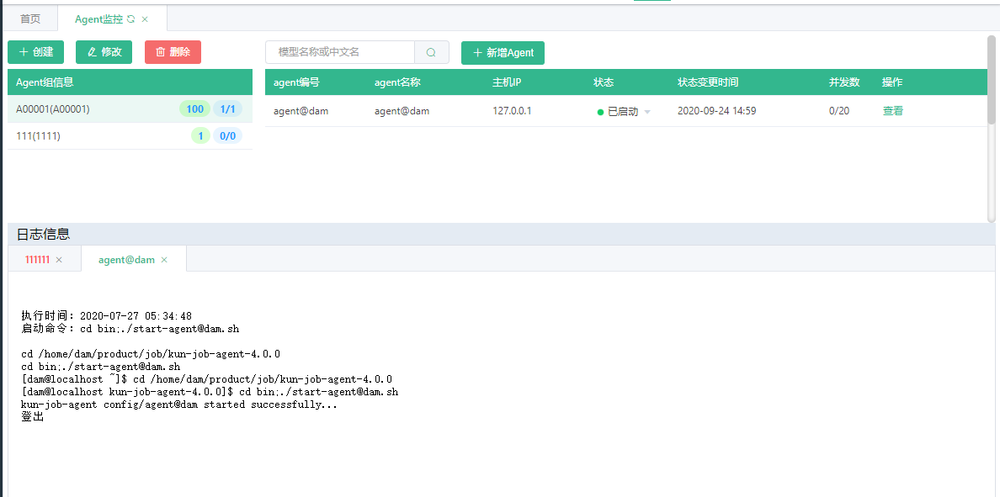 首页
Agent监控
创建
修改
删除
模型名称或中文名
新增Agent
Agent组信息
A00001(A00001) 100 1/1
111(1111) 1 0/0
agent编号 agent名称 主机IP 状态 状态变更时间 并发数 操作
agent@dam agent@dam 127.0.0.1 已启动 2020-09-24 14:59 0/20 查看
日志信息
111111
agent@dam
执行时间：2020-07-27 05:34:48
启动命令：cd bin;./start-agent@dam.sh
cd /home/dam/product/job/kun-job-agent-4.0.0
cd bin;./start-agent@dam.sh
[dam@localhost ~]$ cd /home/dam/product/job/kun-job-agent-4.0.0
[dam@localhost kun-job-agent-4.0.0]$ cd bin;./start-agent@dam.sh
kun-job-agent config/agent@dam started successfully...
登出